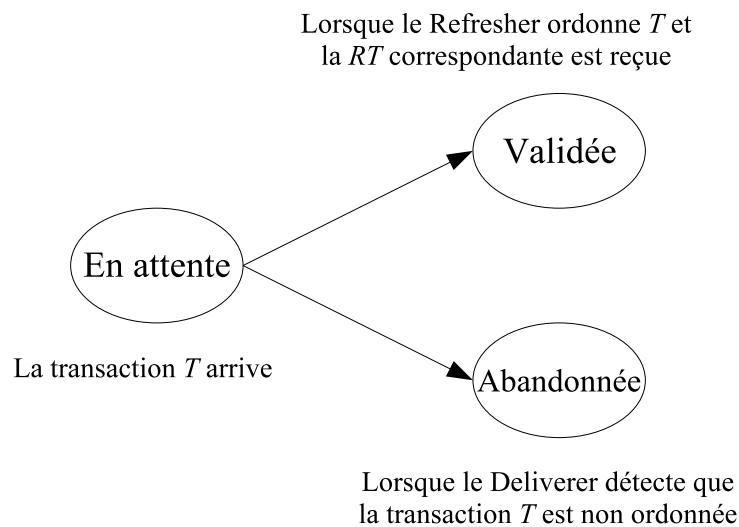 Lorsque le Refresher ordonne T et
la RT correspondante est reçue
Validée
En attente
La transaction T arrive
Abandonnée
Lorsque le Deliverer détecte que
la transaction T est non ordonnée